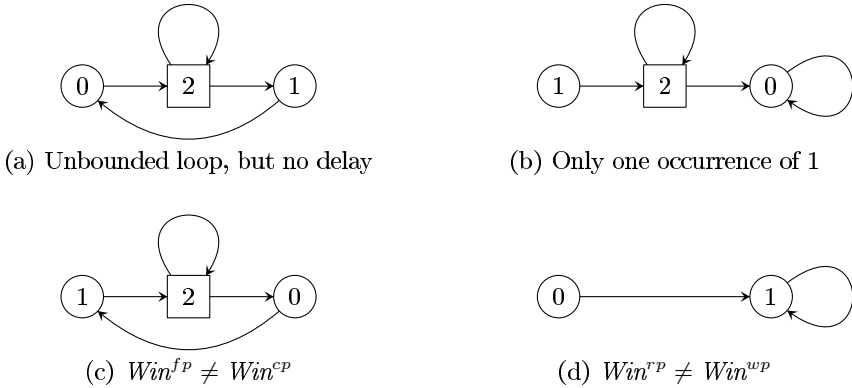 0 2 1 1 2 0
(a) Unbounded loop, but no delay (b) Only one occurrence of 1
1 2 0 0 1
(c) Win^fp ≠ Win^cp (d) Win^rp ≠ Win^wp